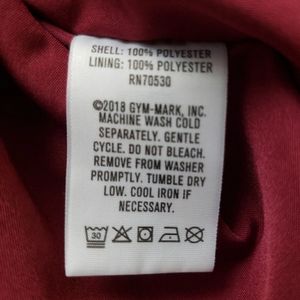 SHELL: 100% POLYESTER
LINING: 100% POLYESTER
RN70530
©2018 GYM-MARK, INC.
MACHINE WASH COLD
SEPARATELY. GENTLE
CYCLE. DO NOT BLEACH.
REMOVE FROM WASHER
PROMPTLY. TUMBLE DRY
LOW. COOL IRON IF
NECESSARY.
30